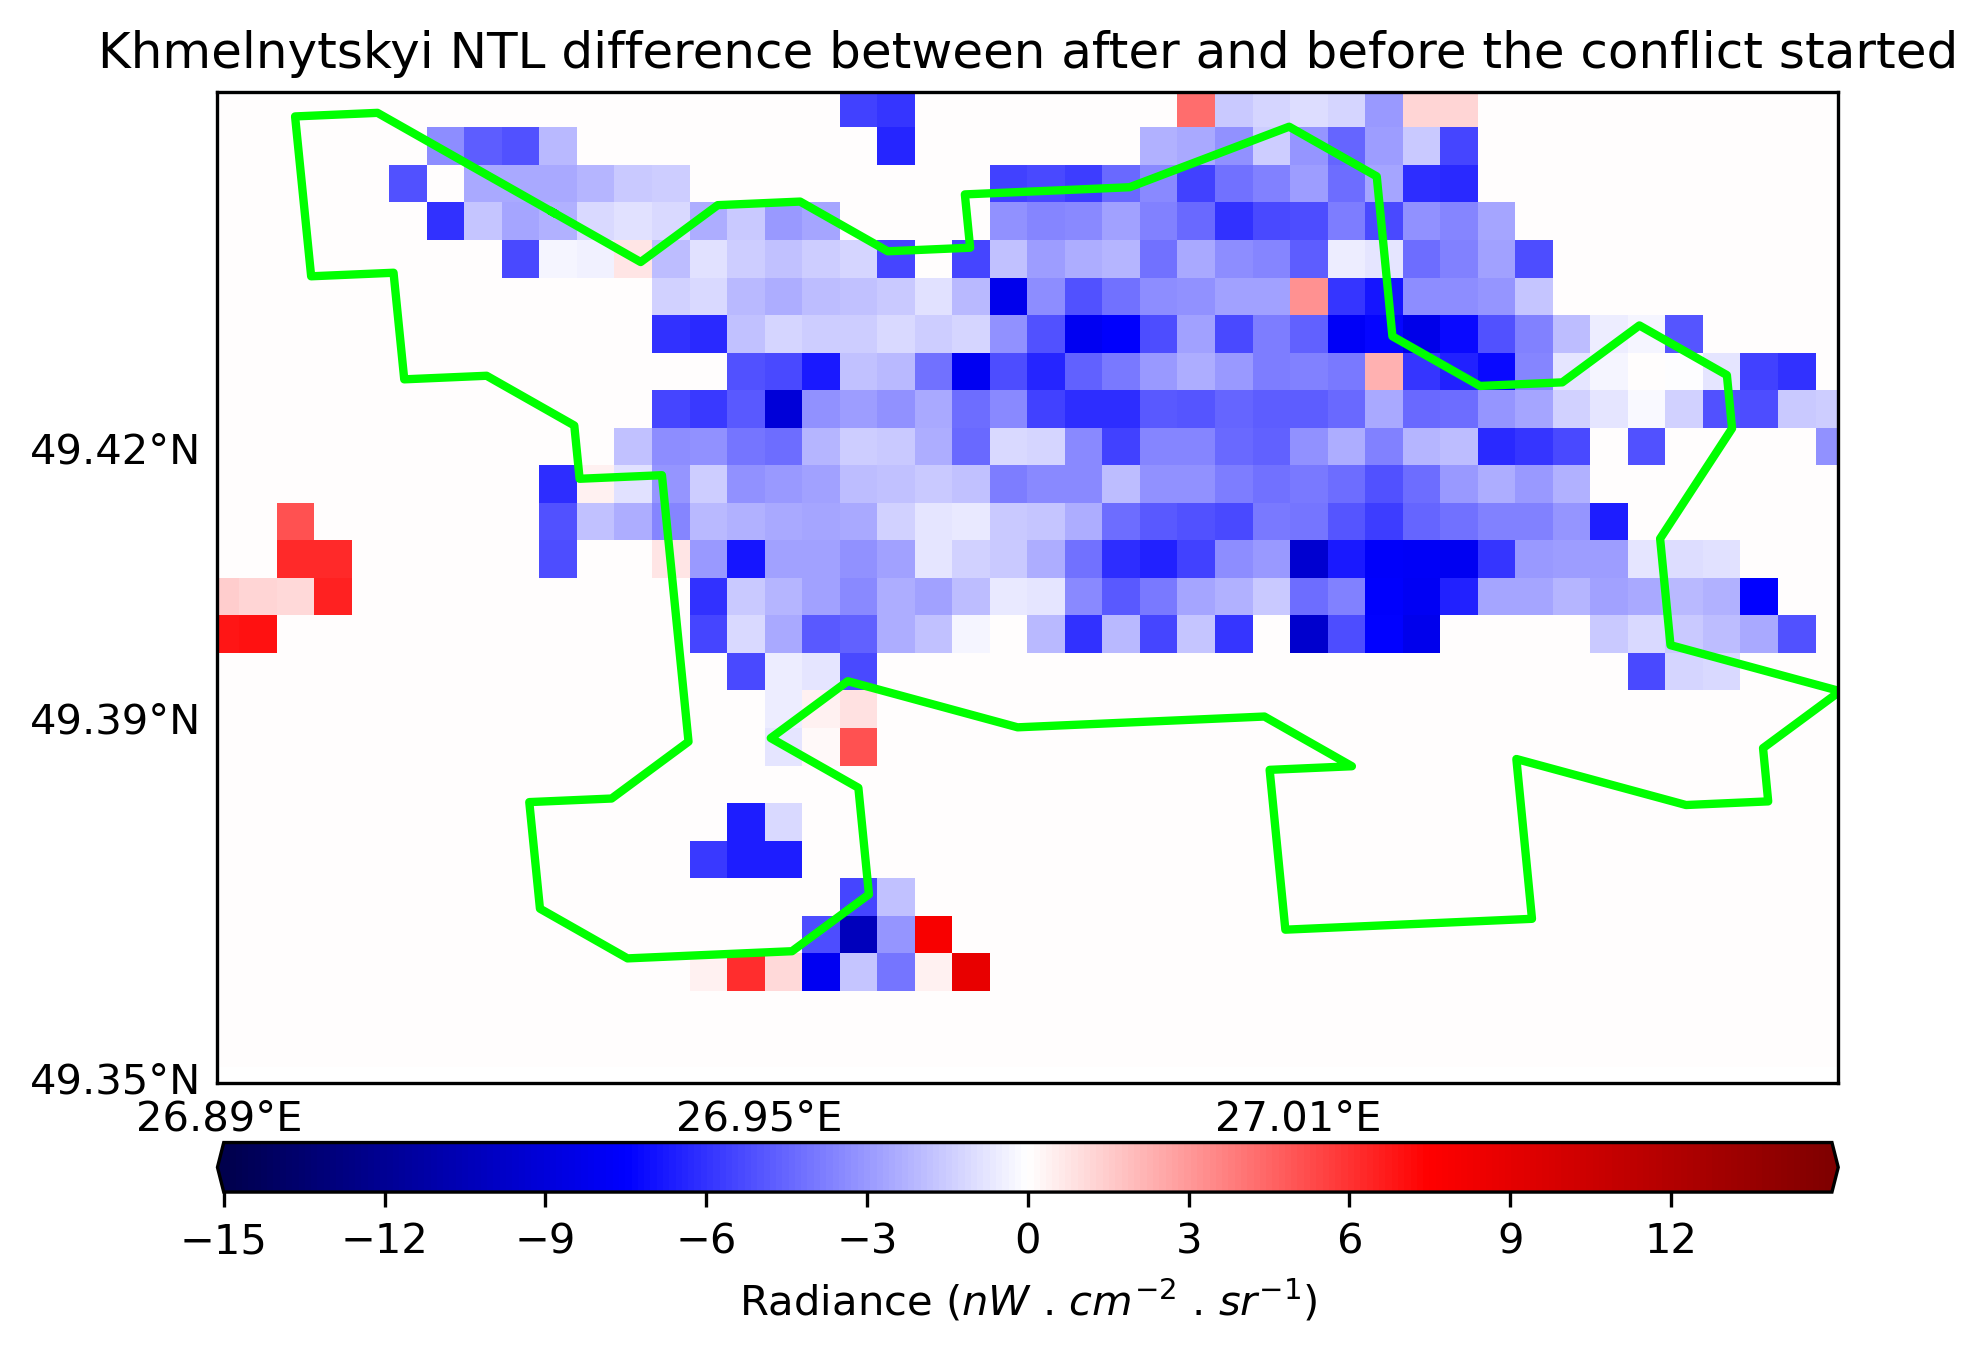 Khmelnytskyi NTL difference between after and before the conflict started
49.42°N
49.39°N
49.35°N
26.89°E 26.95°E 27.01°E
−15 −12 −9 −6 −3 0 3 6 9 12
Radiance (nW . cm⁻² . sr⁻¹)